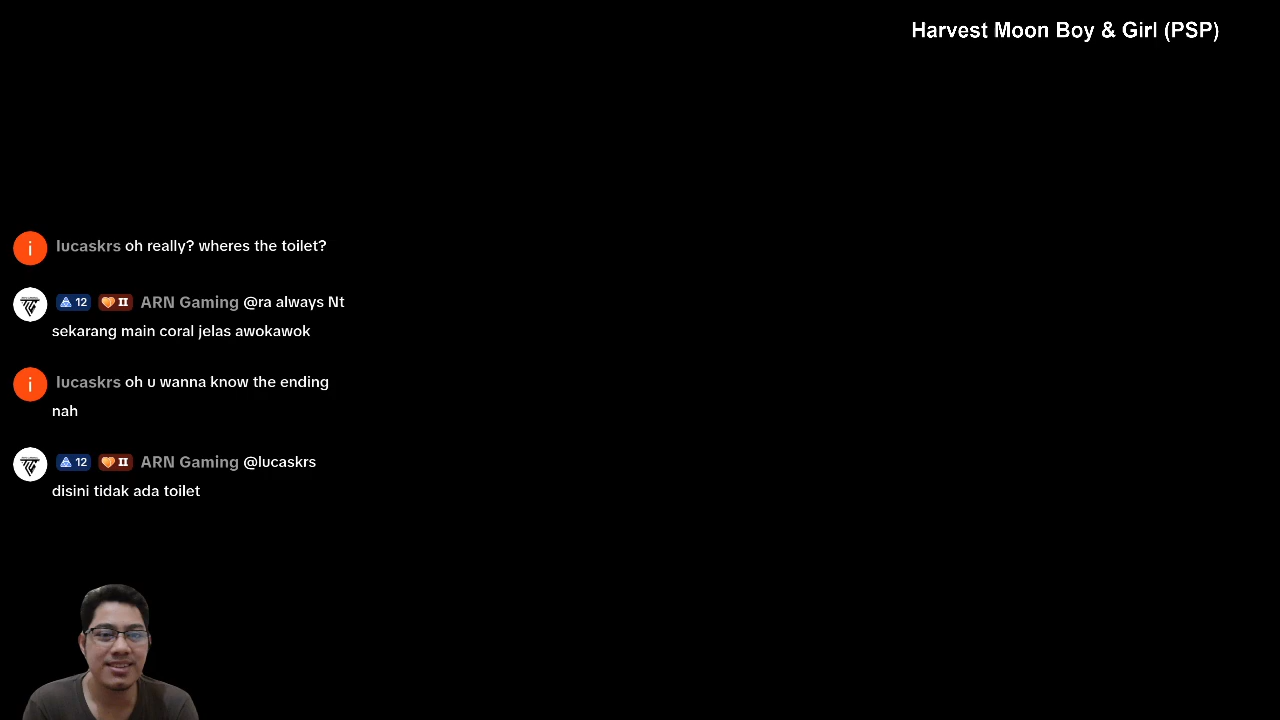 Harvest Moon Boy & Girl (PSP)
i lucaskrs oh really? wheres the toilet?
12 II ARN Gaming @ra always Nt
sekarang main coral jelas awokawok
i lucaskrs oh u wanna know the ending
nah
12 II ARN Gaming @lucaskrs
disini tidak ada toilet